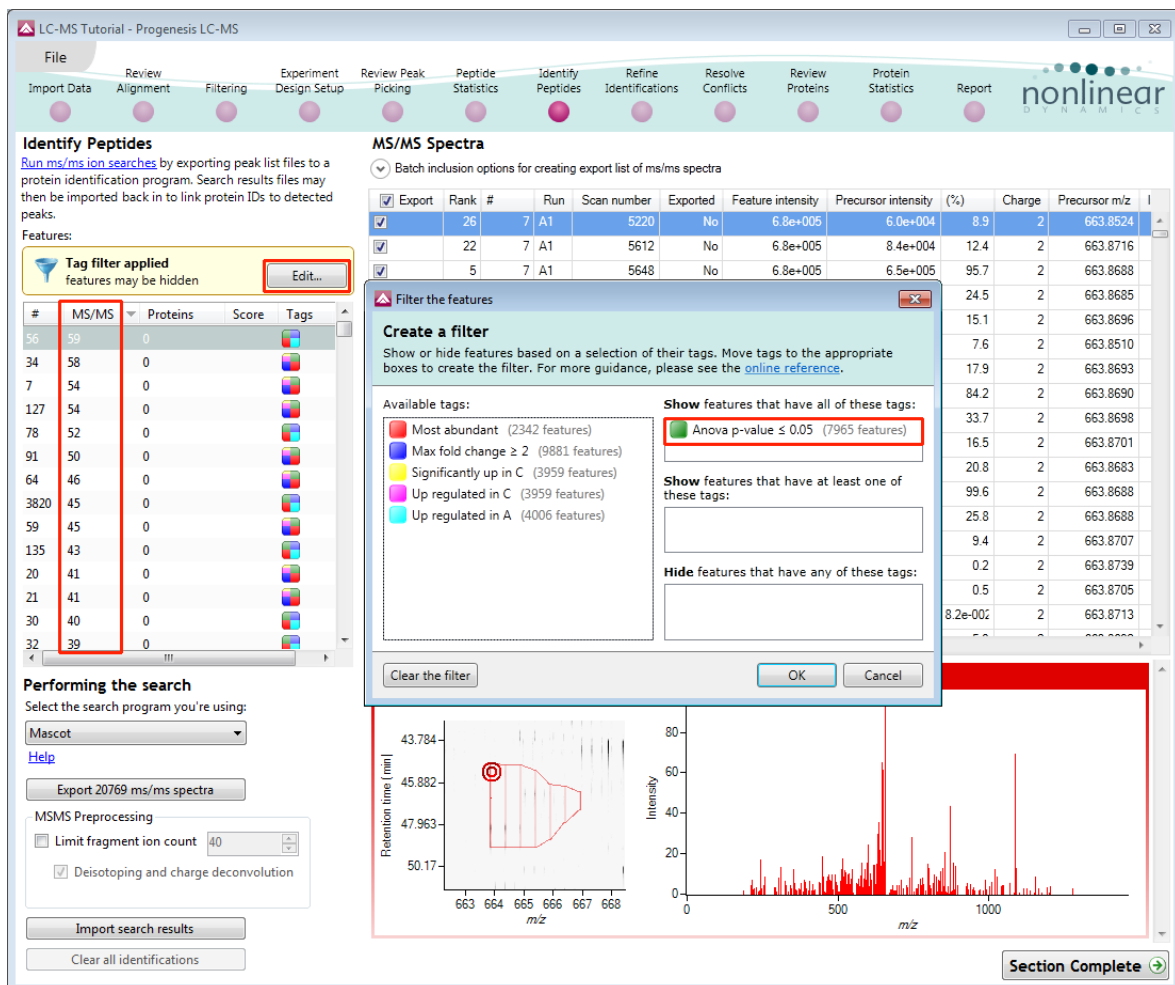 LC-MS Tutorial - Progenesis LC-MS
File
Import Data
Review Alignment
Filtering
Experiment Design Setup
Review Peak Picking
Peptide Statistics
Identify Peptides
Refine Identifications
Resolve Conflicts
Review Proteins
Protein Statistics
Report
nonlinear
DYNAMICS
Identify Peptides
Run ms/ms ion searches by exporting peak list files to a
protein identification program. Search results files may
then be imported back in to link protein IDs to detected
peaks.
Features:
Tag filter applied
features may be hidden
Edit...
# MS/MS Proteins Score Tags
56 59 0
34 58 0
7 54 0
127 54 0
78 52 0
91 50 0
64 46 0
3820 45 0
59 45 0
135 43 0
20 41 0
21 41 0
30 40 0
32 39 0
Performing the search
Select the search program you're using:
Mascot
Help
Export 20769 ms/ms spectra
MSMS Preprocessing
Limit fragment ion count 40
Deisotoping and charge deconvolution
Import search results
Clear all identifications
MS/MS Spectra
Batch inclusion options for creating export list of ms/ms spectra
Export Rank # Run Scan number Exported Feature intensity Precursor intensity (%) Charge Precursor m/z
26 7 A1 5220 No 6.8e+005 6.0e+004 8.9 2 663.8524
22 7 A1 5612 No 6.8e+005 8.4e+004 12.4 2 663.8716
5 7 A1 5648 No 6.8e+005 6.5e+005 95.7 2 663.8688
24.5 2 663.8685
15.1 2 663.8696
7.6 2 663.8510
17.9 2 663.8693
84.2 2 663.8690
33.7 2 663.8698
16.5 2 663.8701
20.8 2 663.8683
99.6 2 663.8688
25.8 2 663.8688
9.4 2 663.8707
0.2 2 663.8739
0.5 2 663.8705
8.2e-002 2 663.8713
Filter the features
Create a filter
Show or hide features based on a selection of their tags. Move tags to the appropriate
boxes to create the filter. For more guidance, please see the online reference.
Available tags:
Most abundant (2342 features)
Max fold change ≥ 2 (9881 features)
Significantly up in C (3959 features)
Up regulated in C (3959 features)
Up regulated in A (4006 features)
Show features that have all of these tags:
Anova p-value ≤ 0.05 (7965 features)
Show features that have at least one of
these tags:
Hide features that have any of these tags:
Clear the filter
OK
Cancel
Retention time (min)
43.784
45.882
47.963
50.17
663 664 665 666 667 668
m/z
Intensity
80
60
40
20
0
0 500 1000
m/z
Section Complete